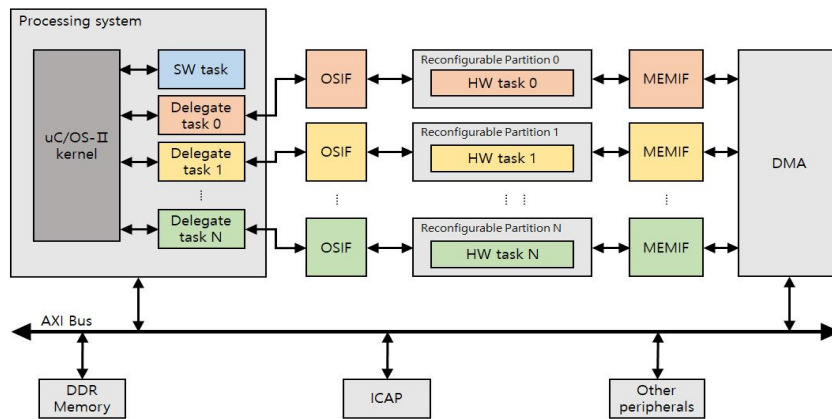 Processing system
uC/OS-II
kernel
SW task
Delegate
task 0
Delegate
task 1
Delegate
task N
OSIF
OSIF
OSIF
Reconfigurable Partition 0
HW task 0
Reconfigurable Partition 1
HW task 1
Reconfigurable Partition N
HW task N
MEMIF
MEMIF
MEMIF
DMA
AXI Bus
DDR
Memory
ICAP
Other
peripherals